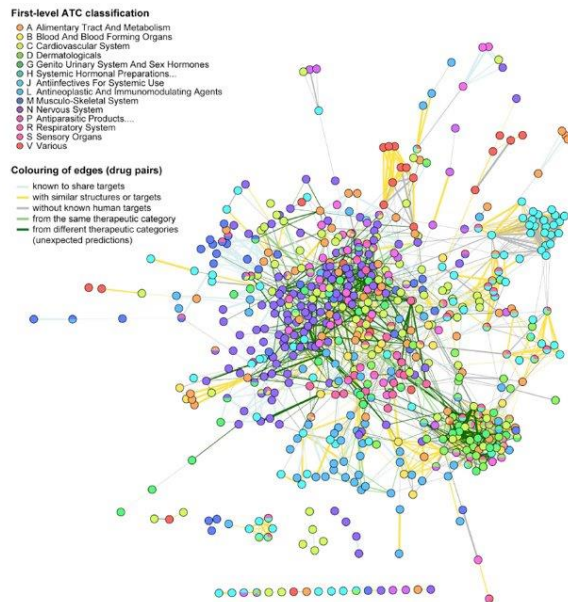 First-level ATC classification
A Alimentary Tract And Metabolism
B Blood And Blood Forming Organs
C Cardiovascular System
D Dermatologicals
G Genito Urinary System And Sex Hormones
H Systemic Hormonal Preparations...
J Antiinfectives For Systemic Use
L Antineoplastic and Immunomodulating Agents
M Musculo-Skeletal System
N Nervous System
P Antiparasitic Products....
R Respiratory System
S Sensory Organs
V Various
Colouring of edges (drug pairs)
known to share targets
with similar structures or targets
without known human targets
from the same therapeutic category
from different therapeutic categories
(unexpected predictions)